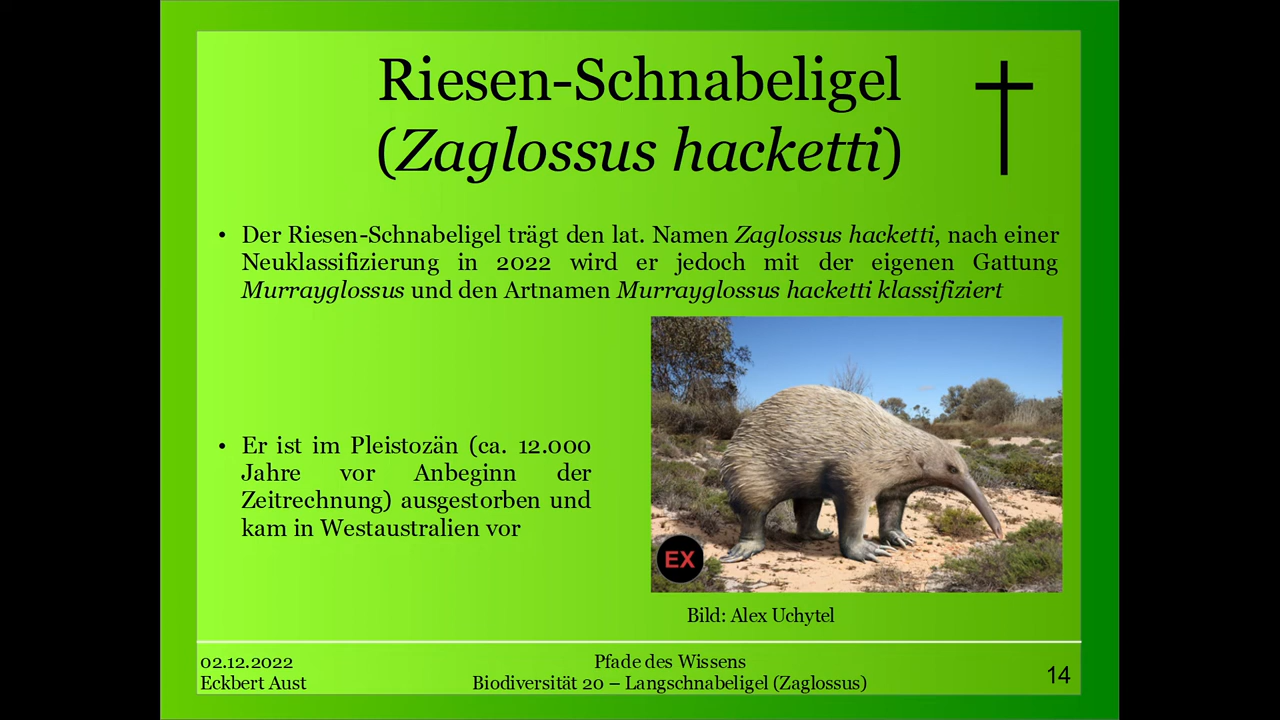 Riesen-Schnabeligel
(Zaglossus hacketti)
• Der Riesen-Schnabeligel trägt den lat. Namen Zaglossus hacketti, nach einer
Neuklassifizierung in 2022 wird er jedoch mit der eigenen Gattung
Murrayglossus und den Artnamen Murrayglossus hacketti klassifiziert
• Er ist im Pleistozän (ca. 12.000
Jahre vor Anbeginn der
Zeitrechnung) ausgestorben und
kam in Westaustralien vor
EX
Bild: Alex Uchytel
02.12.2022
Eckbert Aust
Pfade des Wissens
Biodiversität 20 – Langschnabeligel (Zaglossus)
14